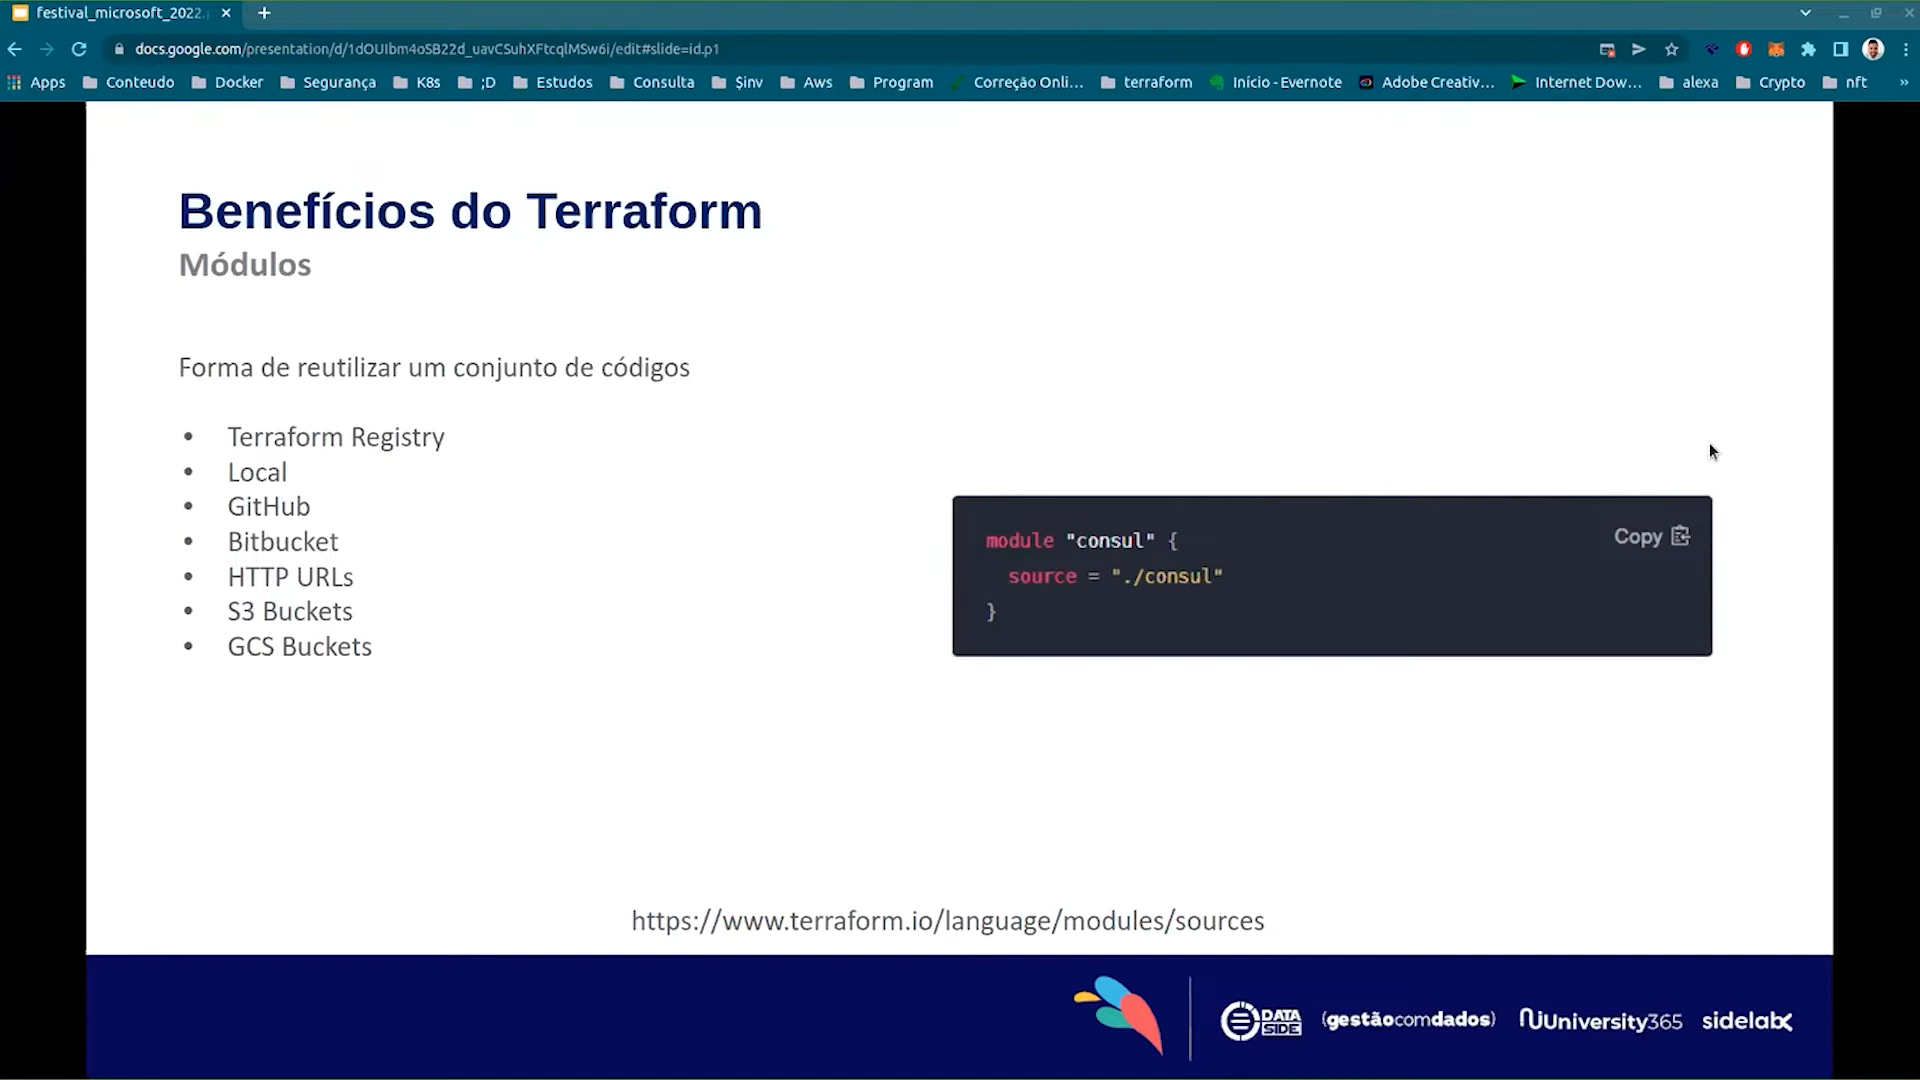 festival_microsoft_2022.
docs.google.com/presentation/d/1dOUIbm4oSB22d_uavCSuhXFtcqlMSw6i/edit#slide=id.p1
Apps Conteudo Docker Segurança K8s ;D Estudos Consulta $inv Aws Program Correção Onli... terraform Início - Evernote Adobe Creativ... Internet Dow... alexa Crypto nft »
Benefícios do Terraform
Módulos
Forma de reutilizar um conjunto de códigos
• Terraform Registry
• Local
• GitHub
• Bitbucket
• HTTP URLs
• S3 Buckets
• GCS Buckets
Copy
module "consul" {
source = "./consul"
}
https://www.terraform.io/language/modules/sources
DATA SIDE (gestãocomdados) University365 sidelabx